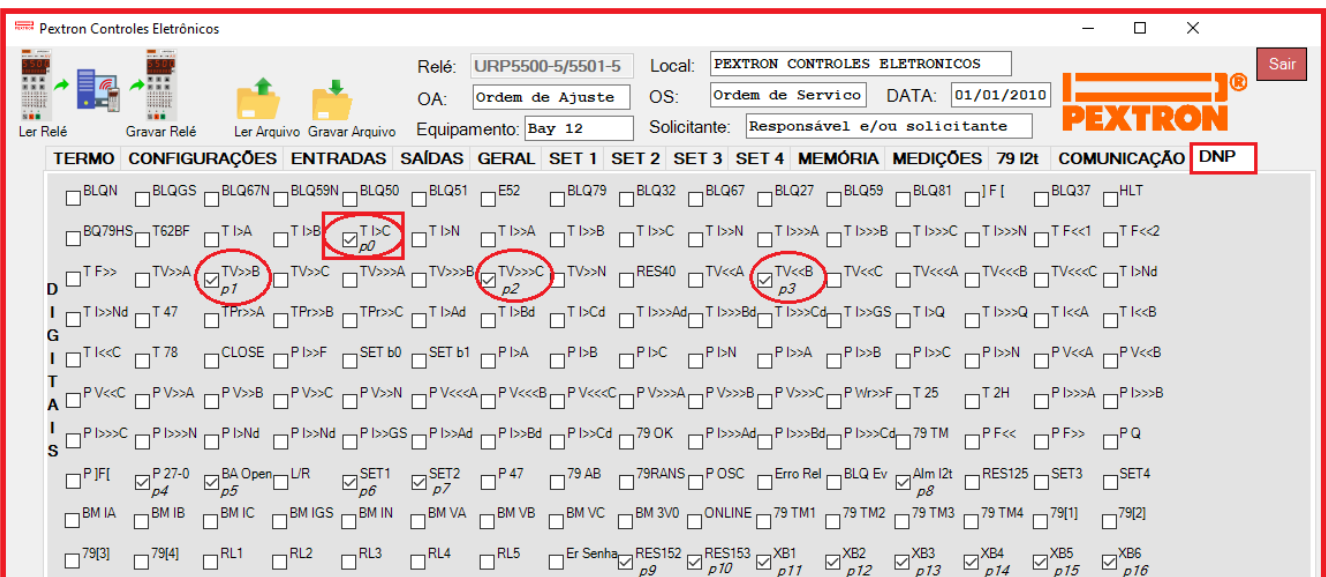 PEXTRON Pextron Controles Eletrônicos
Relé: URP5500-5/5501-5 Local: PEXTRON CONTROLES ELETRONICOS Sair
OA: Ordem de Ajuste OS: Ordem de Servico DATA: 01/01/2010
Ler Relé Gravar Relé Ler Arquivo Gravar Arquivo Equipamento: Bay 12 Solicitante: Responsável e/ou solicitante PEXTRON ®
TERMO CONFIGURAÇÕES ENTRADAS SAÍDAS GERAL SET 1 SET 2 SET 3 SET 4 MEMÓRIA MEDIÇÕES 79 I2t COMUNICAÇÃO DNP
DIGITAIS
BLQN BLQGS BLQ67N BLQ59N BLQ50 BLQ51 E52 BLQ79 BLQ32 BLQ67 BLQ27 BLQ59 BLQ81 ] F [ BLQ37 HLT
BQ79HS T62BF T I>A T I>B T I>C T I>N T I>>A T I>>B T I>>C T I>>N T I>>>A T I>>>B T I>>>C T I>>>N T F<<1 T F<<2
p0
T F>> TV>>A TV>>B TV>>C TV>>>A TV>>>B TV>>>C TV>>N RES40 TV<<A TV<<B TV<<C TV<<<A TV<<<B TV<<<C T I>Nd
p1 p2 p3
T I>>Nd T 47 TPr>>A TPr>>B TPr>>C T I>Ad T I>Bd T I>Cd T I>>>Ad T I>>>Bd T I>>>Cd T I>>GS T I>Q T I>>>Q T I<<A T I<<B
T I<<C T 78 CLOSE P I>>F SET b0 SET b1 P I>A P I>B P I>C P I>N P I>>A P I>>B P I>>C P I>>N P V<<A P V<<B
P V<<C P V>>A P V>>B P V>>C P V>>N P V<<<A P V<<<B P V<<<C P V>>>A P V>>>B P V>>>C P Wr>>F T 25 T 2H P I>>>A P I>>>B
P I>>>C P I>>>N P I>Nd P I>>Nd P I>>GS P I>>Ad P I>>Bd P I>>Cd 79 OK P I>>>Ad P I>>>Bd P I>>>Cd 79 TM P F<< P F>> P Q
P ]F[ P 27-0 BA Open L/R SET1 SET2 P 47 79 AB 79RANS P OSC Erro Rel BLQ Ev Alm I2t RES125 SET3 SET4
p4 p5 p6 p7 p8
BM IA BM IB BM IC BM IGS BM IN BM VA BM VB BM VC BM 3V0 ONLINE 79 TM1 79 TM2 79 TM3 79 TM4 79[1] 79[2]
79[3] 79[4] RL1 RL2 RL3 RL4 RL5 Er Senha RES152 RES153 XB1 XB2 XB3 XB4 XB5 XB6
p9 p10 p11 p12 p13 p14 p15 p16